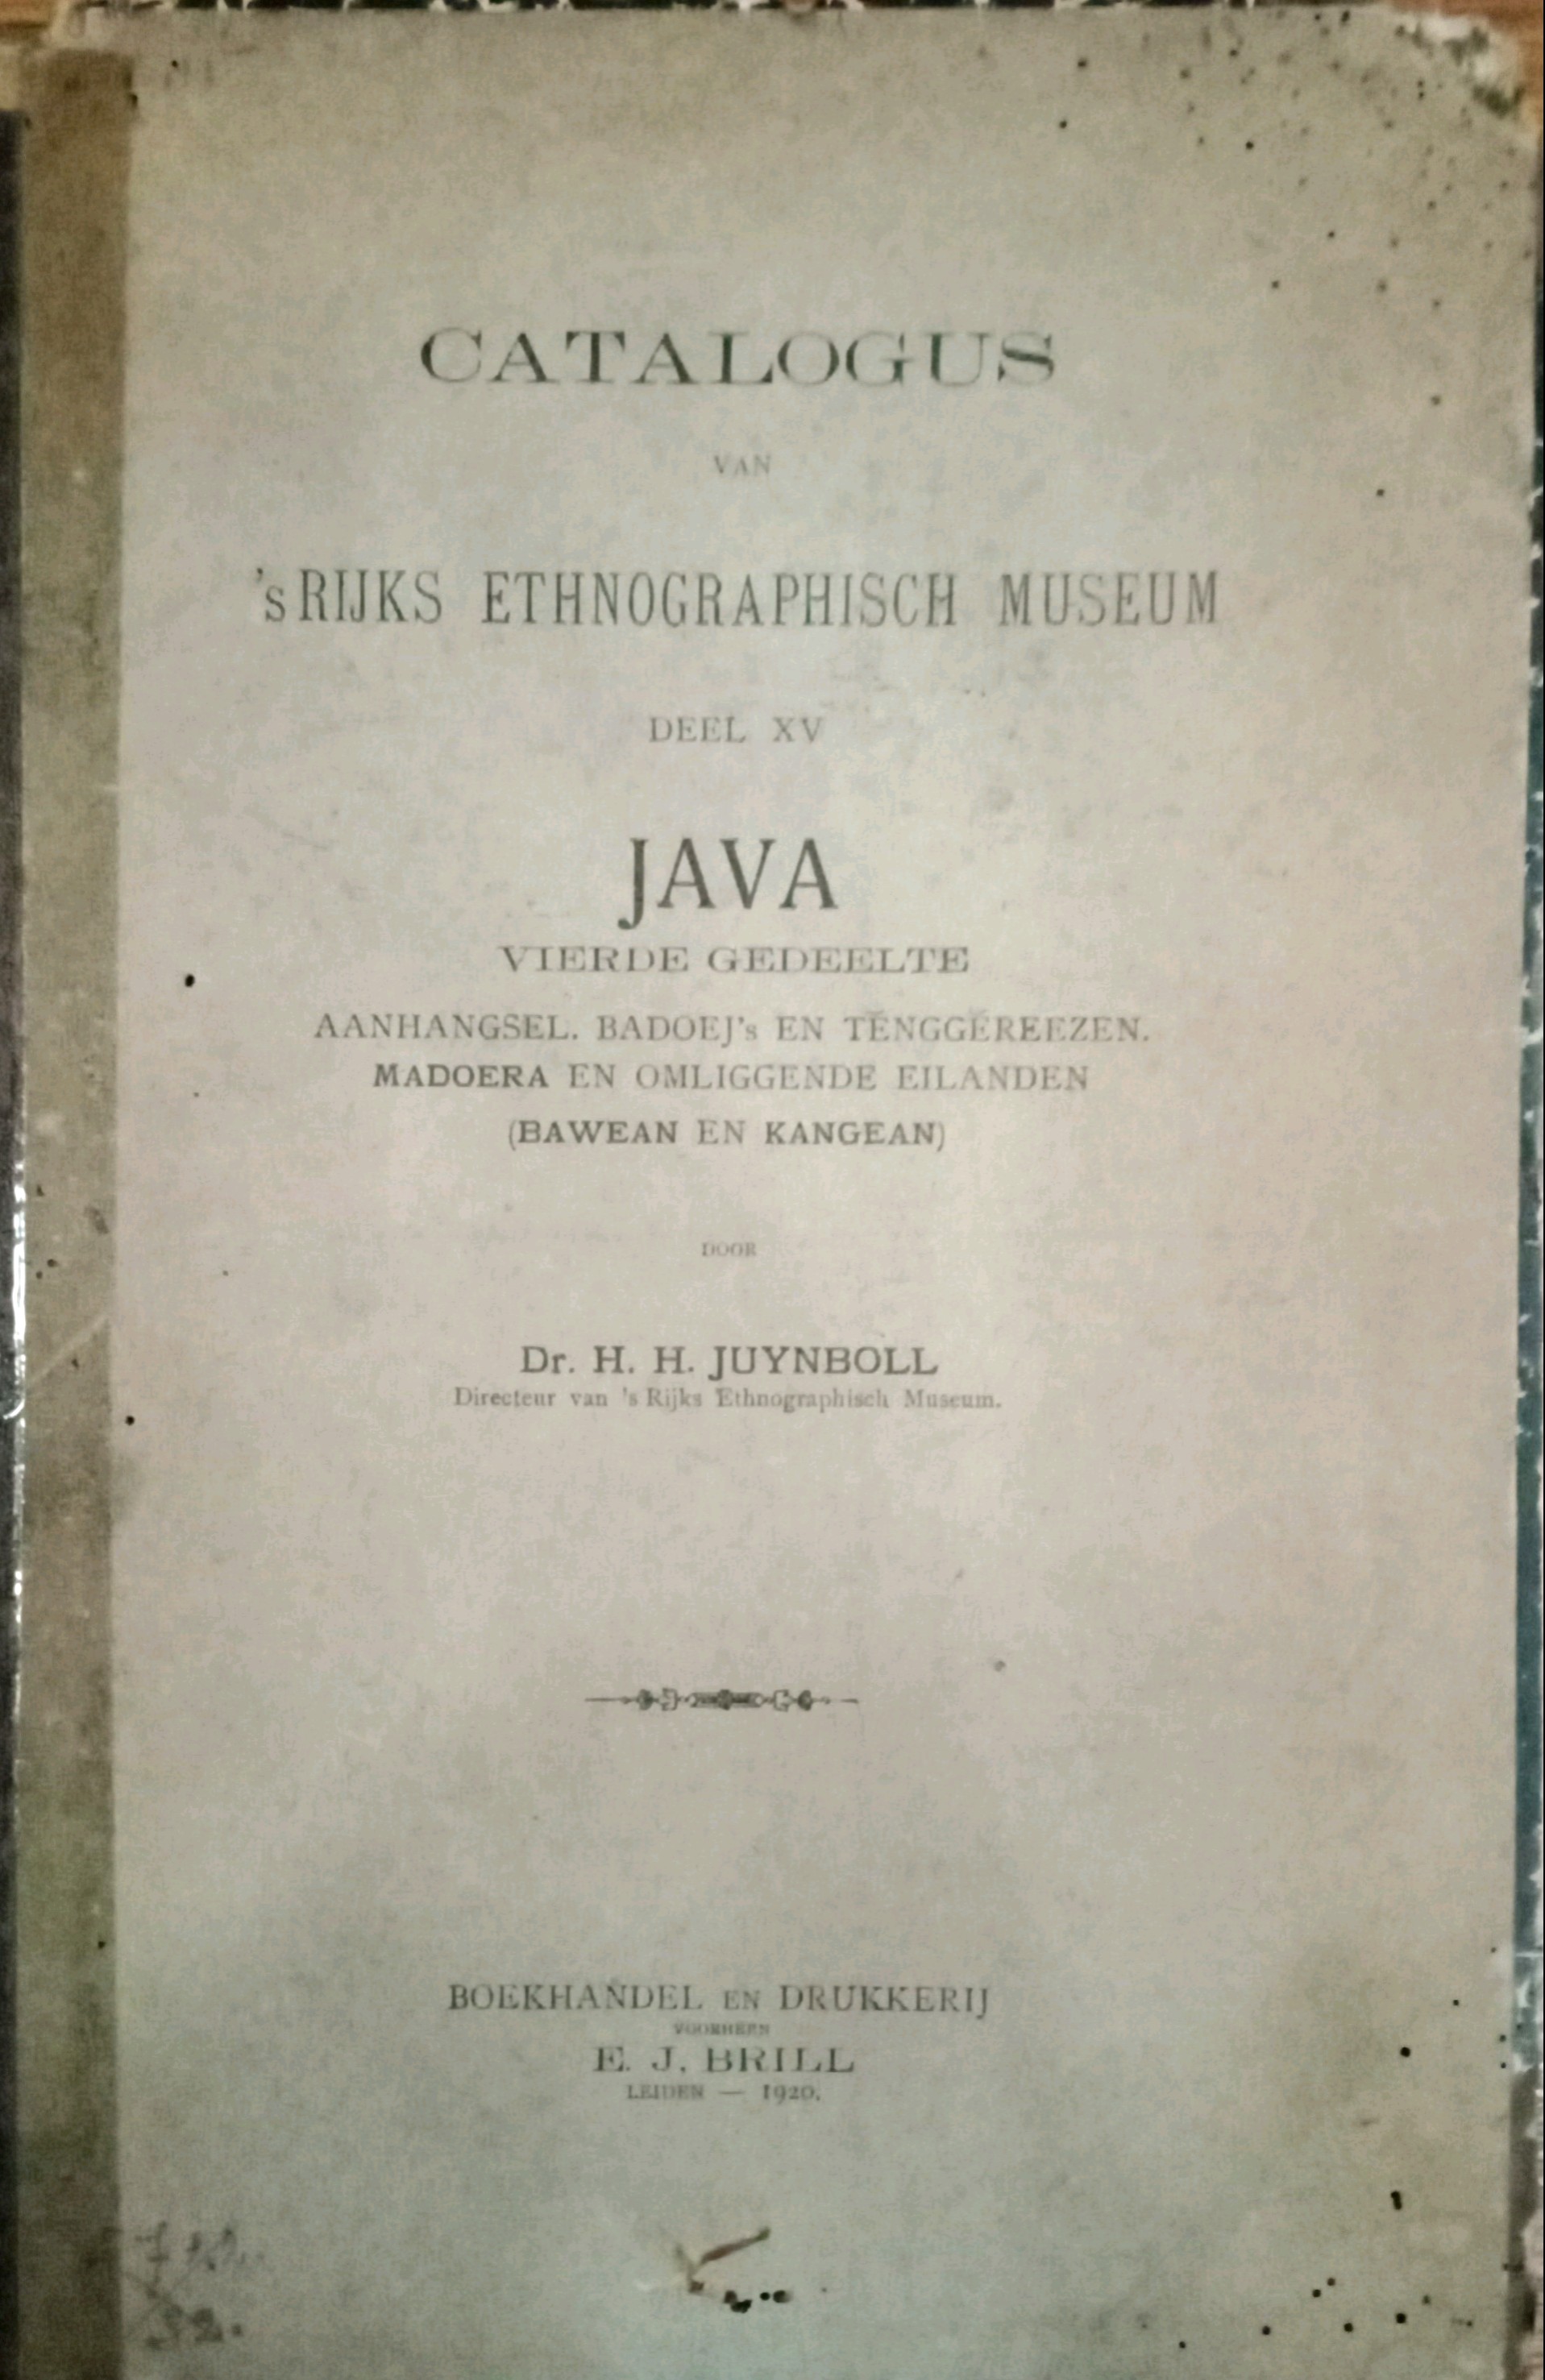 CATALOGUS
VAN
'sRIJKS ETHNOGRAPHISCH MUSEUM
DEEL XV
JAVA
VIERDE GEDEELTE
AANHANGSEL. BADOEJ's EN TĔNGGĔREEZEN.
MADOERA EN OMLIGGENDE EILANDEN
(BAWEAN EN KANGEAN)
DOOR
Dr. H. H. JUYNBOLL
Directeur van 's Rijks Ethnographisch Museum.
BOEKHANDEL EN DRUKKERIJ
VOORHEEN
E. J. BRILL
LEIDEN — 1920.